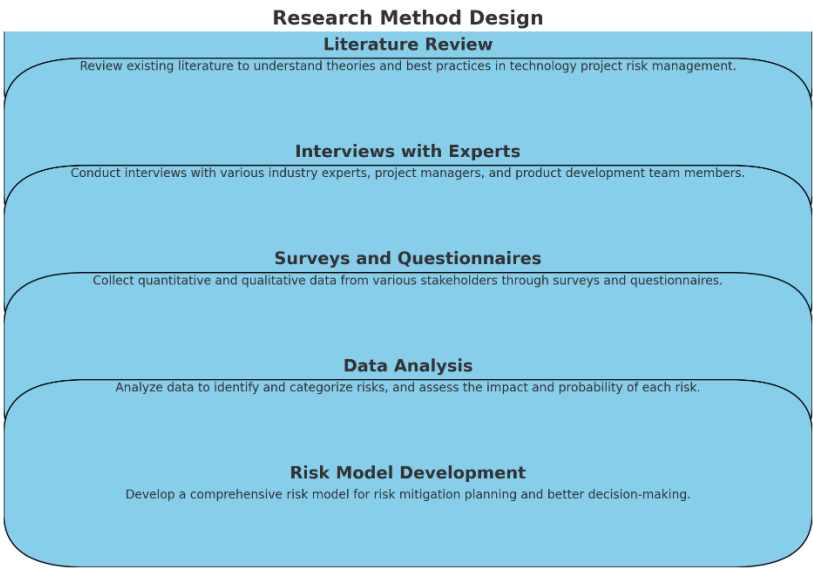 Research Method Design
Literature Review
Review existing literature to understand theories and best practices in technology project risk management.
Interviews with Experts
Conduct interviews with various industry experts, project managers, and product development team members.
Surveys and Questionnaires
Collect quantitative and qualitative data from various stakeholders through surveys and questionnaires.
Data Analysis
Analyze data to identify and categorize risks, and assess the impact and probability of each risk.
Risk Model Development
Develop a comprehensive risk model for risk mitigation planning and better decision-making.